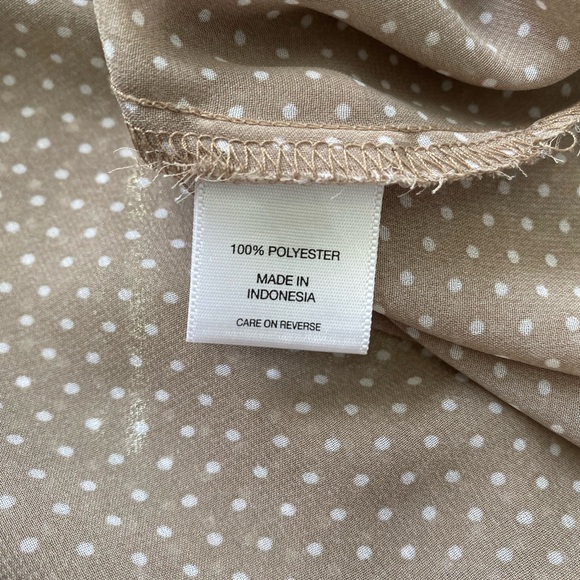 100% POLYESTER
MADE IN
INDONESIA
CARE ON REVERSE